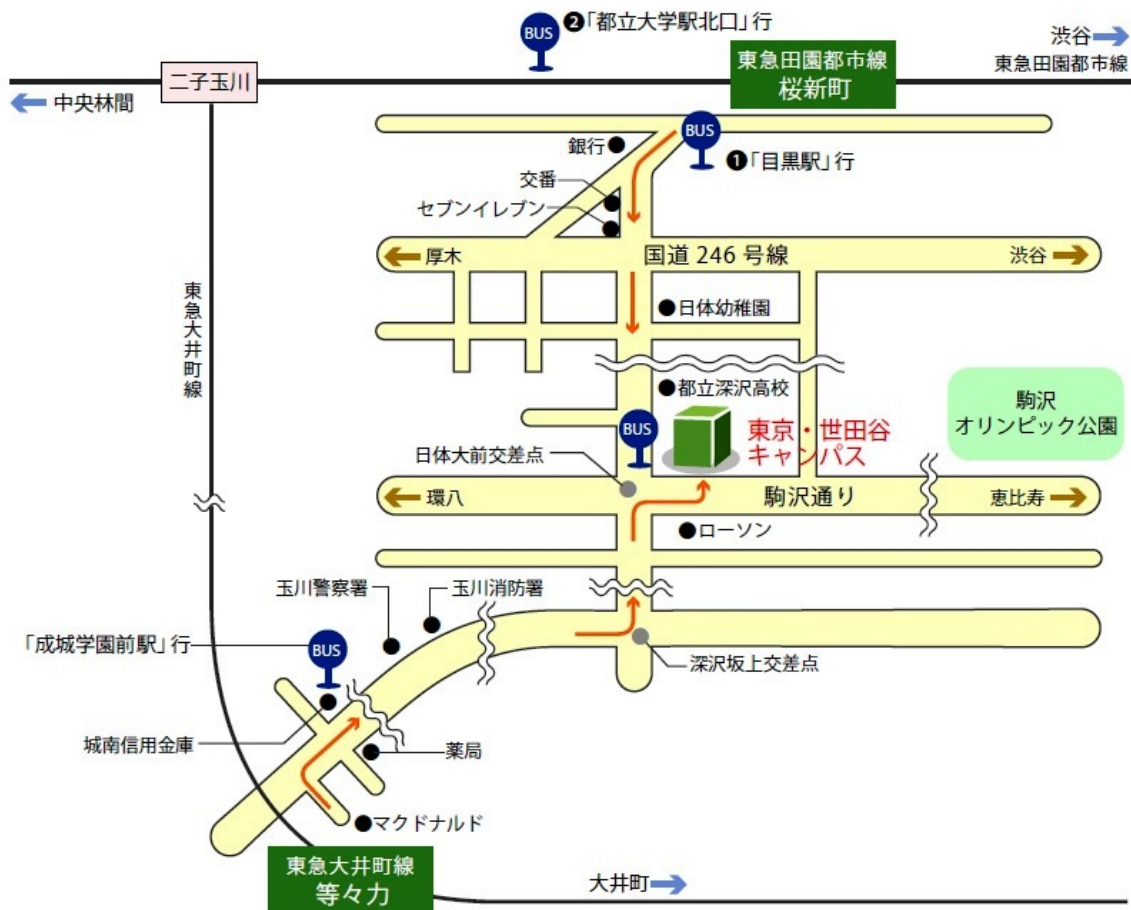 BUS
❷「都立大学駅北口」行
渋谷
東急田園都市線
東急田園都市線
桜新町
二子玉川
中央林間
銀行
BUS
❶「目黒駅」行
交番
セブンイレブン
厚木
国道 246 号線
渋谷
東急大井町線
日体幼稚園
都立深沢高校
駒沢
オリンピック公園
BUS
東京・世田谷
キャンパス
日体大前交差点
環八
駒沢通り
恵比寿
ローソン
玉川警察署
玉川消防署
「成城学園前駅」行
BUS
深沢坂上交差点
城南信用金庫
薬局
マクドナルド
東急大井町線
等々力
大井町